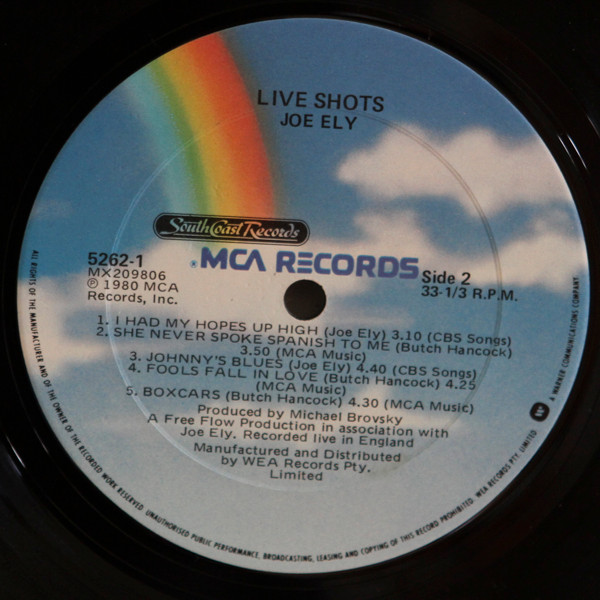 LIVE SHOTS
JOE ELY
SouthCoast Records
®MCA RECORDS
5262-1
MX209806
℗ 1980 MCA
Records, Inc.
Side 2
33-1/3 R.P.M.
1. I HAD MY HOPES UP HIGH (Joe Ely) 3.10 (CBS Songs)
2. SHE NEVER SPOKE SPANISH TO ME (Butch Hancock)
3.50 (MCA Music)
3. JOHNNY'S BLUES (Joe Ely) 4.40 (CBS Songs)
4. FOOLS FALL IN LOVE (Butch Hancock) 4.25
(MCA Music)
5. BOXCARS (Butch Hancock) 4.30 (MCA Music)
Produced by Michael Brovsky
A Free Flow Production in association with
Joe Ely. Recorded live in England
Manufactured and Distributed
by WEA Records Pty.
Limited
ALL RIGHTS OF THE MANUFACTURER AND OF THE OWNER OF THE RECORDED WORK RESERVED. UNAUTHORISED PUBLIC PERFORMANCE, BROADCASTING, LEASING AND COPYING OF THIS RECORD PROHIBITED. -WEA RECORDS PTY. LIMITED
A WARNER COMMUNICATIONS COMPANY.